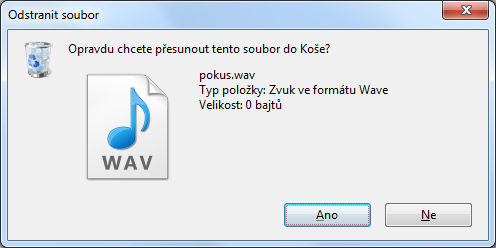 Odstranit soubor
Opravdu chcete přesunout tento soubor do Koše?
pokus.wav
Typ položky: Zvuk ve formátu Wave
Velikost: 0 bajtů
WAV
Ano
Ne